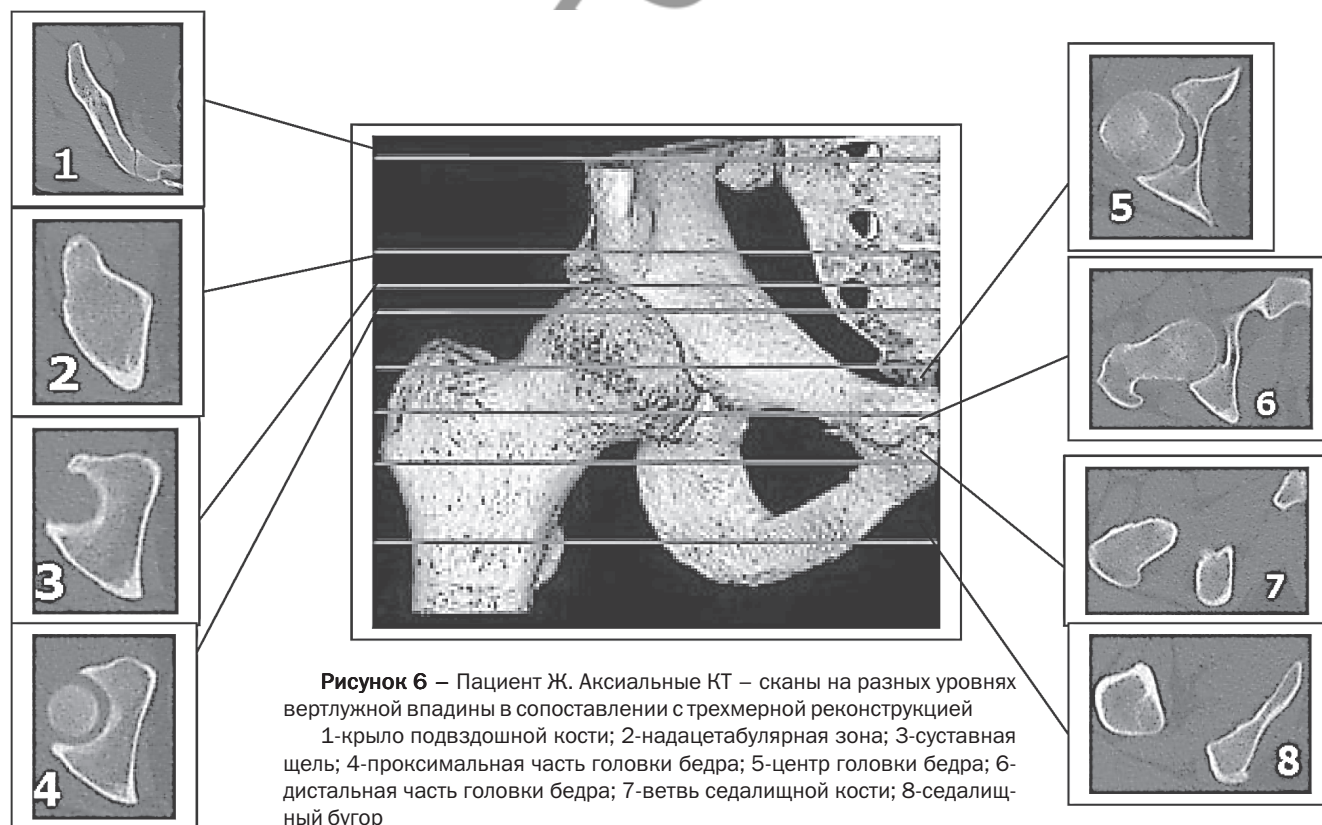 1
2
3
4
5
6
7
8
Рисунок 6 – Пациент Ж. Аксиальные КТ – сканы на разных уровнях
вертлужной впадины в сопоставлении с трехмерной реконструкцией
1-крыло подвздошной кости; 2-надацетабулярная зона; 3-суставная
щель; 4-проксимальная часть головки бедра; 5-центр головки бедра; 6-
дистальная часть головки бедра; 7-ветвь седалищной кости; 8-седалищ-
ный бугор